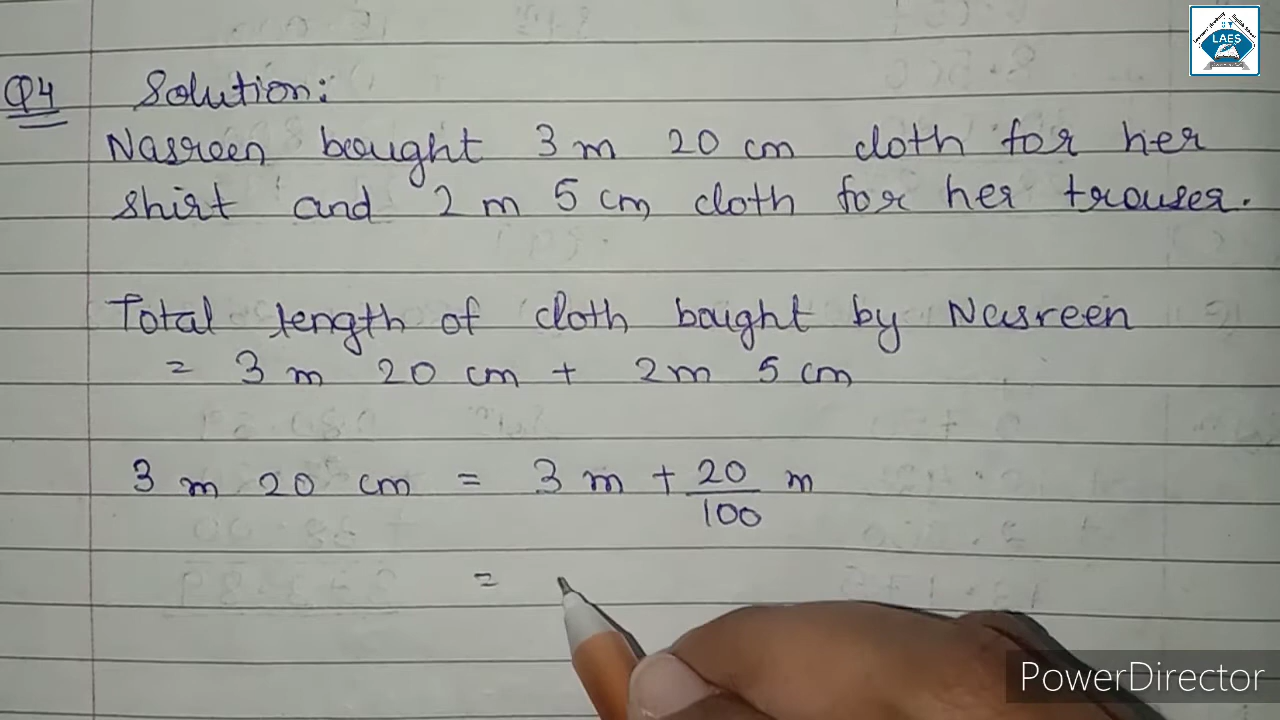 LAES
Q4 Solution:
Nasreen bought 3 m 20 cm cloth for her
shirt and 2 m 5 cm cloth for her trouser.
Total length of cloth bought by Nasreen
= 3 m 20 cm + 2m 5 cm
3 m 20 cm = 3 m + 20/100 m
=
PowerDirector